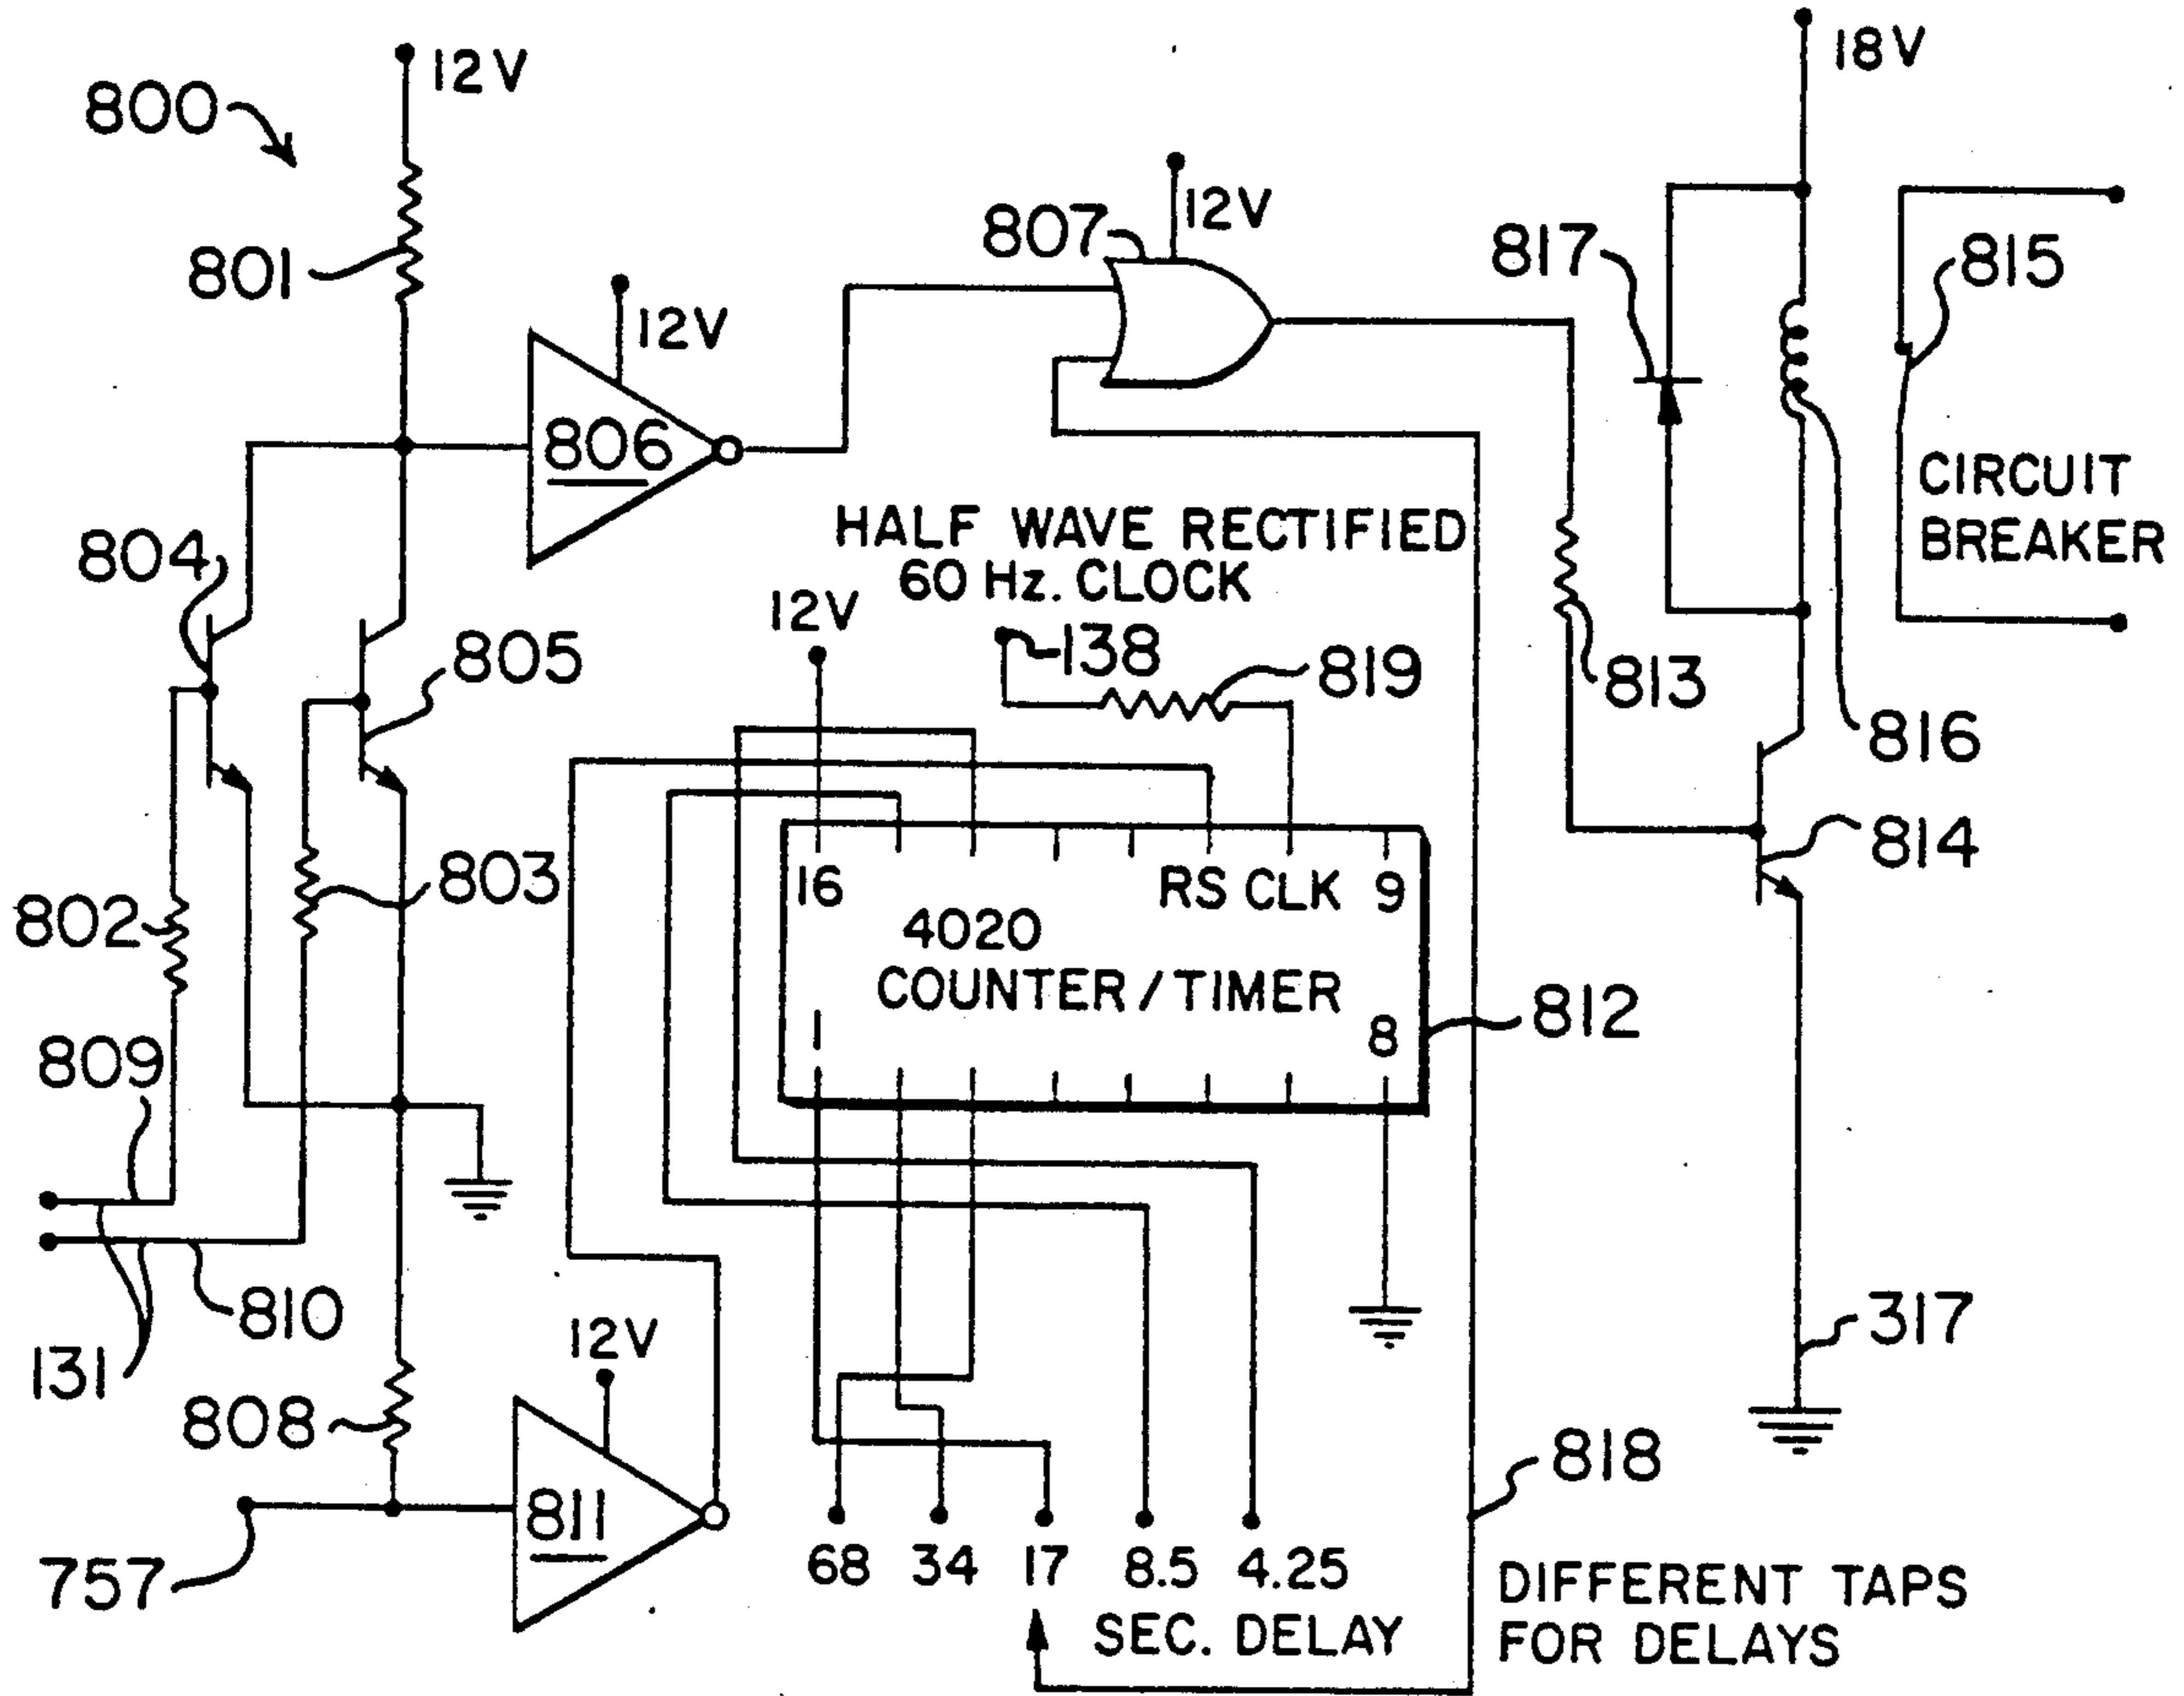 800
12V
18V
801
12V
807
12V
817
815
806
CIRCUIT
BREAKER
804
HALF WAVE RECTIFIED
60 Hz. CLOCK
12V
138
819
805
813
816
802
803
16
RS CLK 9
814
4020
COUNTER/TIMER
1
8
812
809
810
131
12V
317
808
811
818
757
68 34 17 8.5 4.25
SEC. DELAY
DIFFERENT TAPS
FOR DELAYS